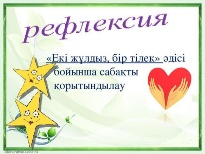 рефлексия
«Екі жұлдыз, бір тілек» әдісі
бойынша сабақты
қорытындылау